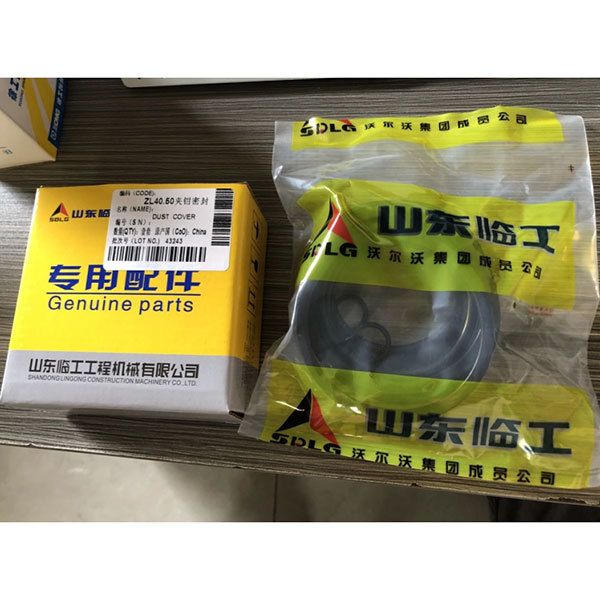 编码 (CODE):
ZL40.50夹钳密封
名称 (NAME):
DUST COVER
编号 (S N) :
数量(QTY): 壹套 原产国 (CoO): China
批次号 (LOT NO.) 43243
SDLG
山东临工
专用配件
Genuine parts
山东临工工程机械有限公司
SHANDONG LINGONG CONSTRUCTION MACHINERY CO.,LTD.
SDLG 沃尔沃集团成员公司
山东临工
沃尔沃集团成员公司
山东临工
SDLG 沃尔沃集团成员公司